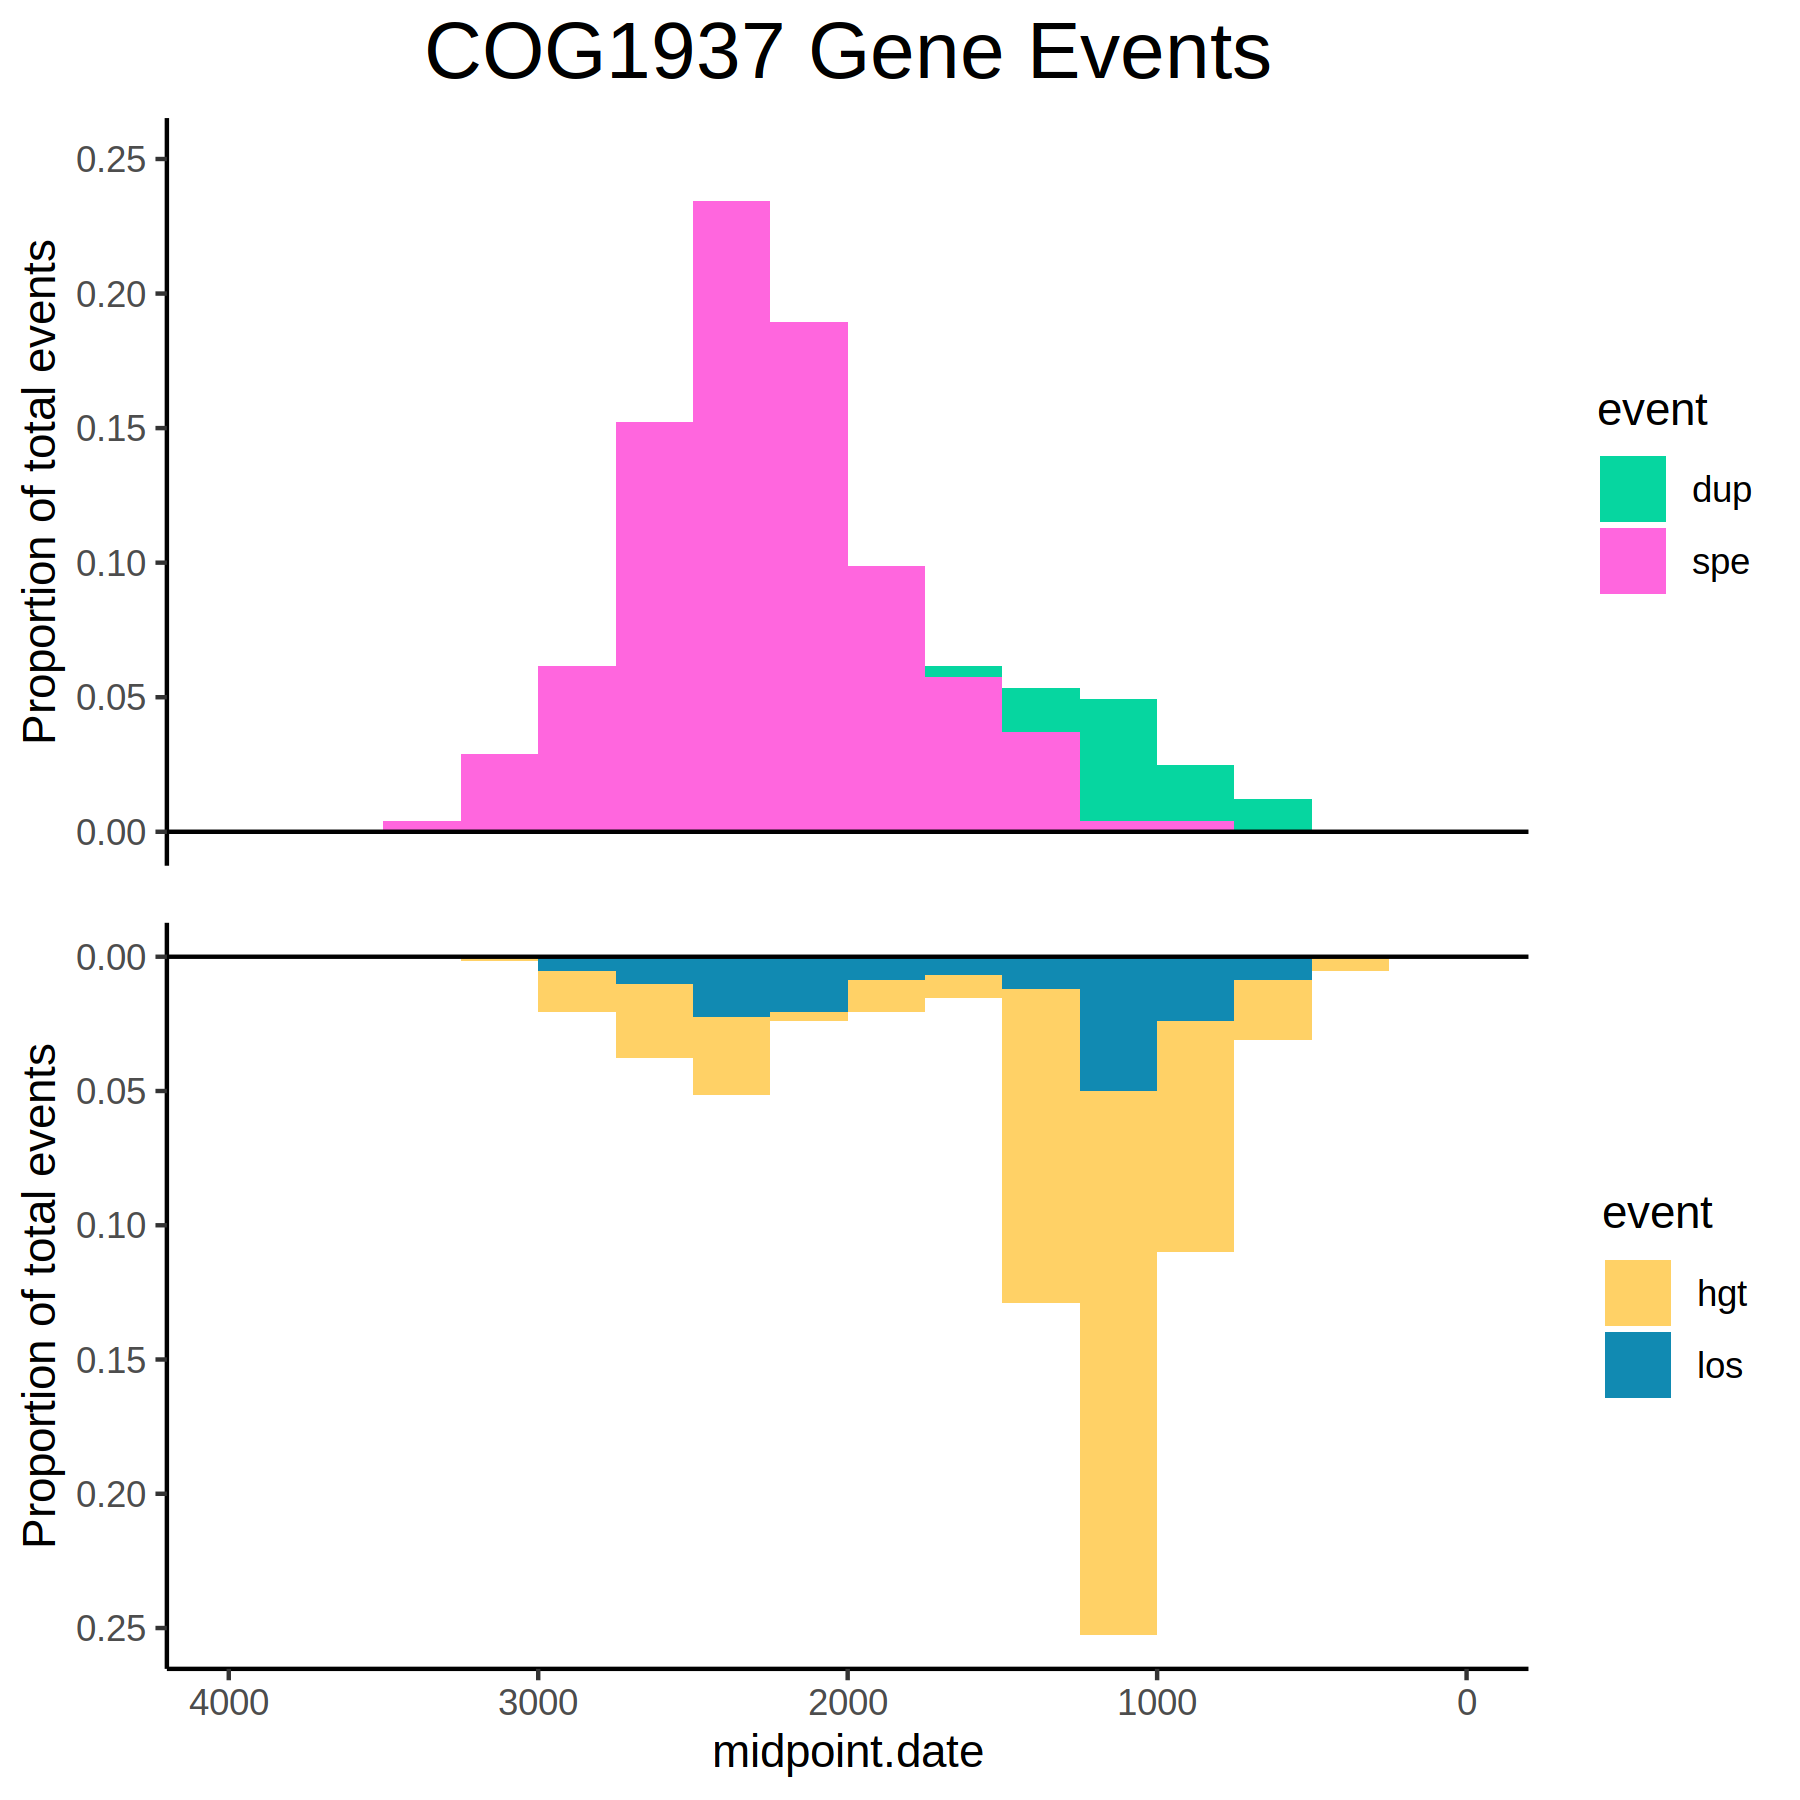 COG1937 Gene Events
Proportion of total events
0.25
0.20
0.15
0.10
0.05
0.00
event
dup
spe
Proportion of total events
0.00
0.05
0.10
0.15
0.20
0.25
event
hgt
los
4000 3000 2000 1000 0
midpoint.date